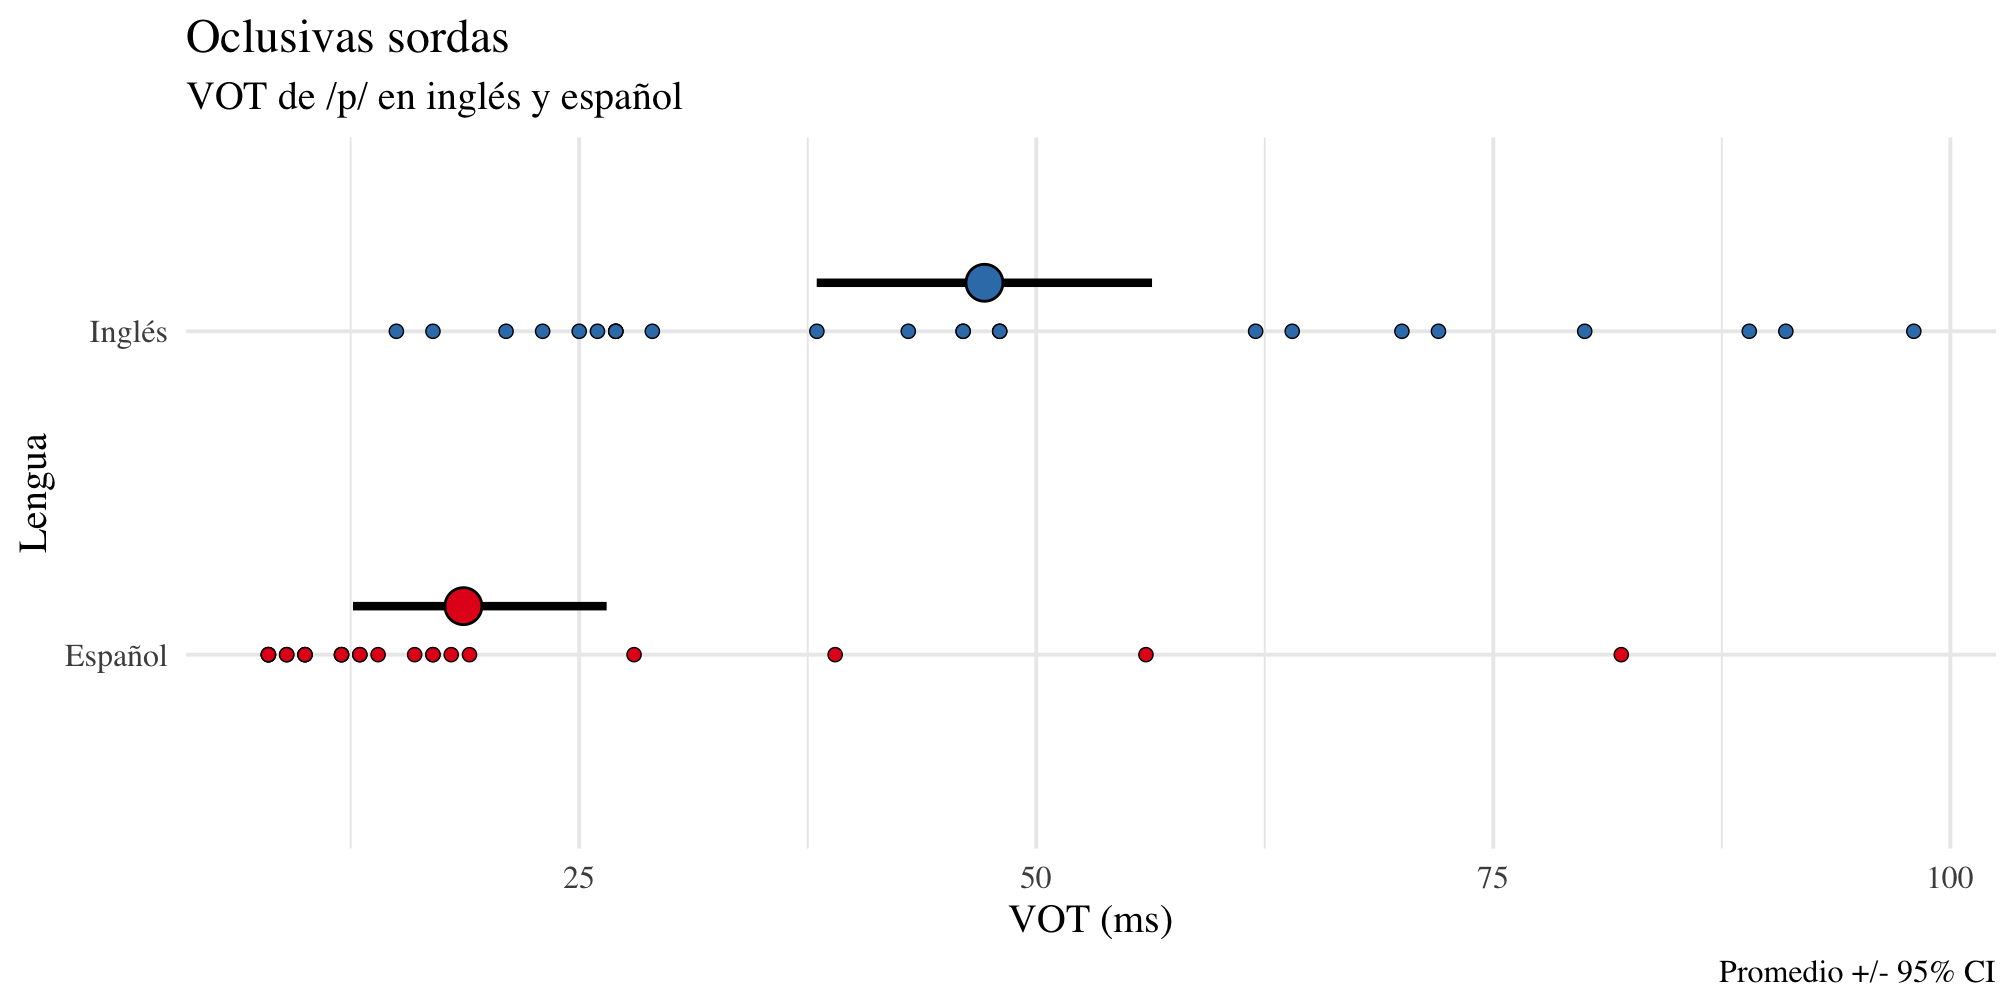 Oclusivas sordas
VOT de /p/ en inglés y español
Inglés
Lengua
Español
25 50 75 100
VOT (ms)
Promedio +/- 95% CI